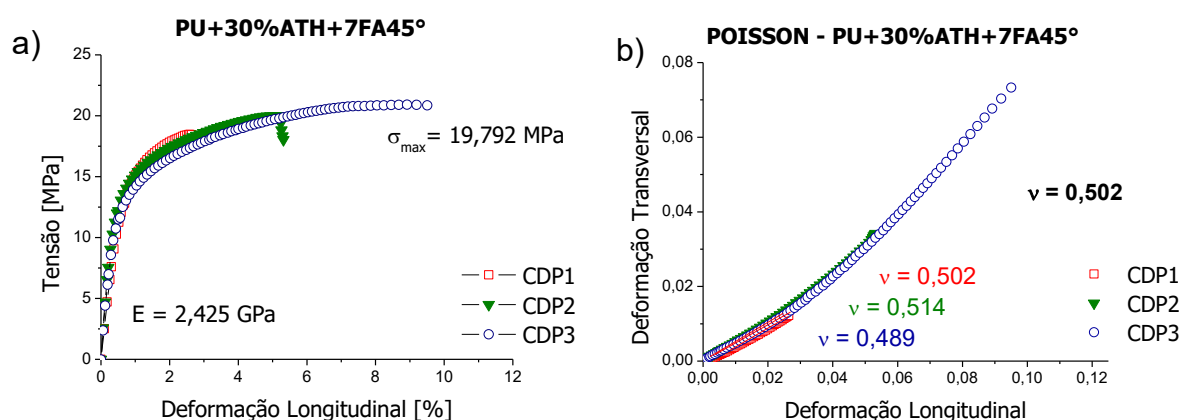 a)
PU+30%ATH+7FA45°
25
20
15
10
5
0
Tensão [MPa]
σmax= 19,792 MPa
E = 2,425 GPa
CDP1
CDP2
CDP3
0 2 4 6 8 10 12
Deformação Longitudinal [%]
b)
POISSON - PU+30%ATH+7FA45°
0,08
0,06
0,04
0,02
0,00
Deformação Transversal
ν = 0,502
ν = 0,502
ν = 0,514
ν = 0,489
CDP1
CDP2
CDP3
0,00 0,02 0,04 0,06 0,08 0,10 0,12
Deformação Longitudinal